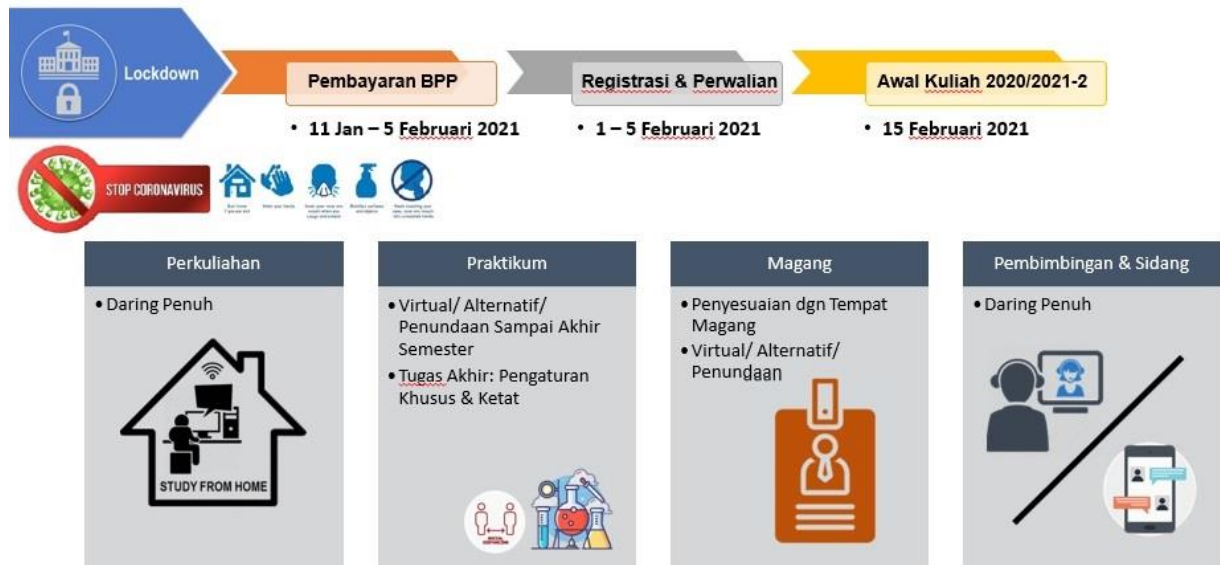 Lockdown
Pembayaran BPP
Registrasi & Perwalian
Awal Kuliah 2020/2021-2
• 11 Jan – 5 Februari 2021
• 1 – 5 Februari 2021
• 15 Februari 2021
STOP CORONAVIRUS
Perkuliahan
• Daring Penuh
STUDY FROM HOME
Praktikum
• Virtual/ Alternatif/
Penundaan Sampai Akhir
Semester
• Tugas Akhir: Pengaturan
Khusus & Ketat
Magang
• Penyesuaian dgn Tempat
Magang
• Virtual/ Alternatif/
Penundaan
Pembimbingan & Sidang
• Daring Penuh